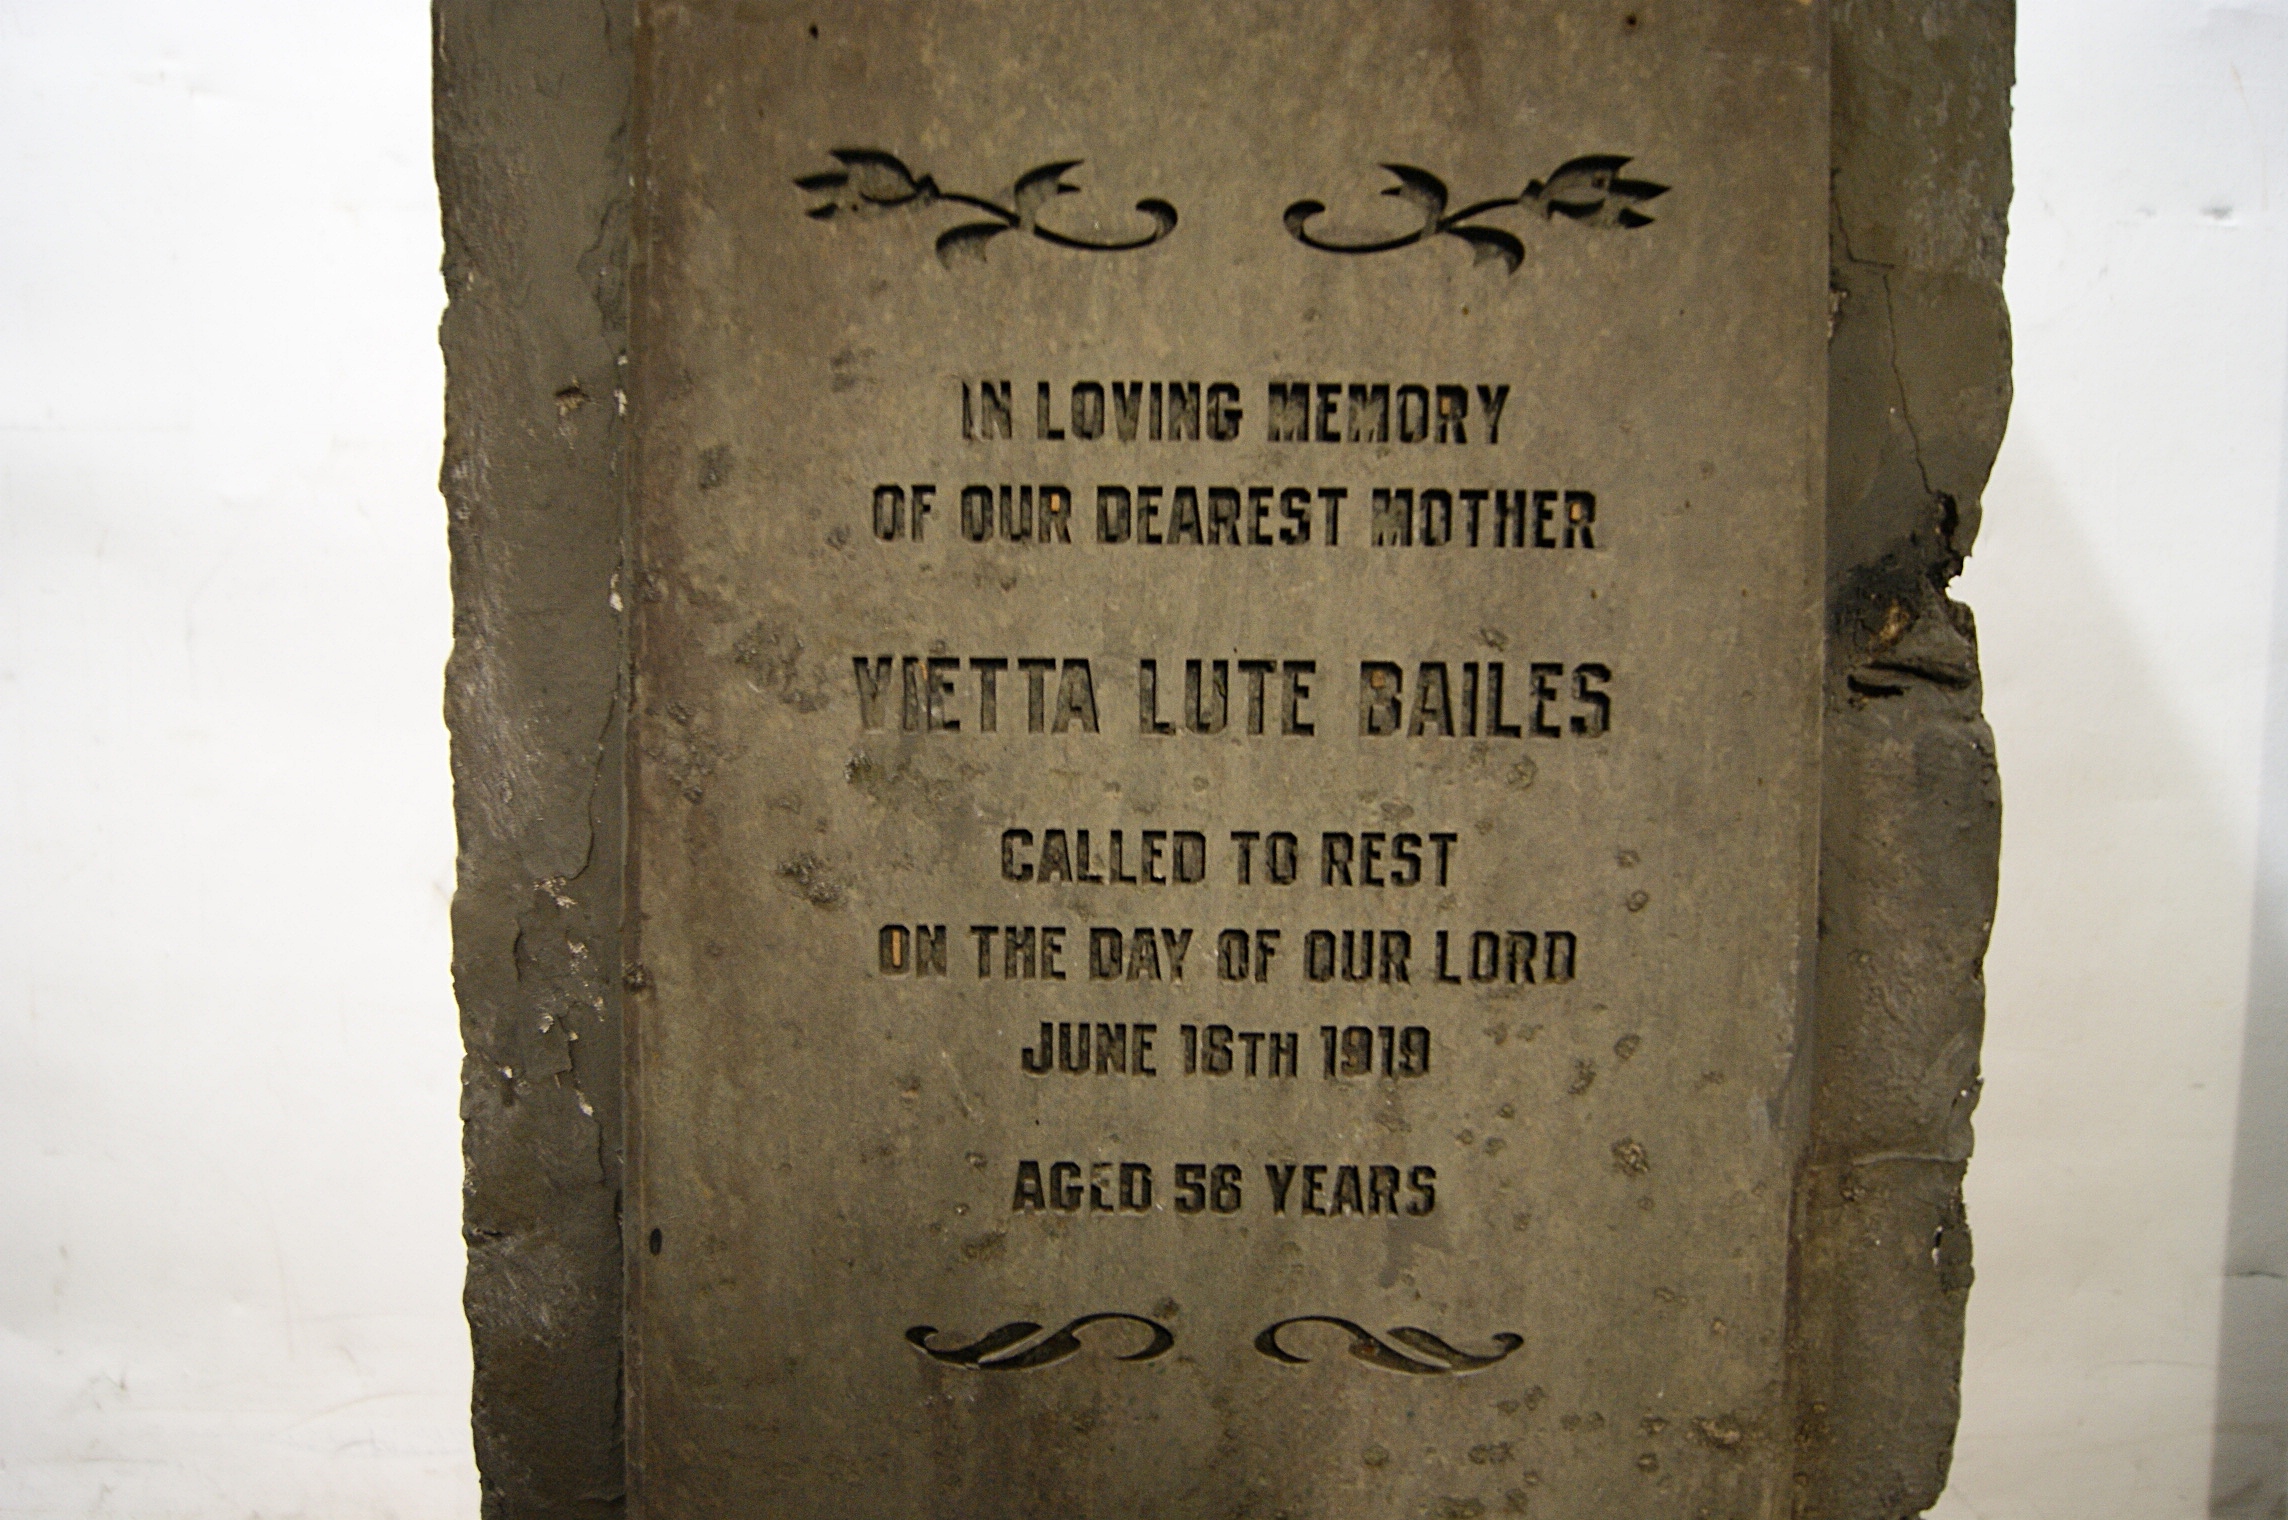 IN LOVING MEMORY
OF OUR DEAREST MOTHER
VIETTA LUTE BAILES
CALLED TO REST
ON THE DAY OF OUR LORD
JUNE 16TH 1919
AGED 56 YEARS